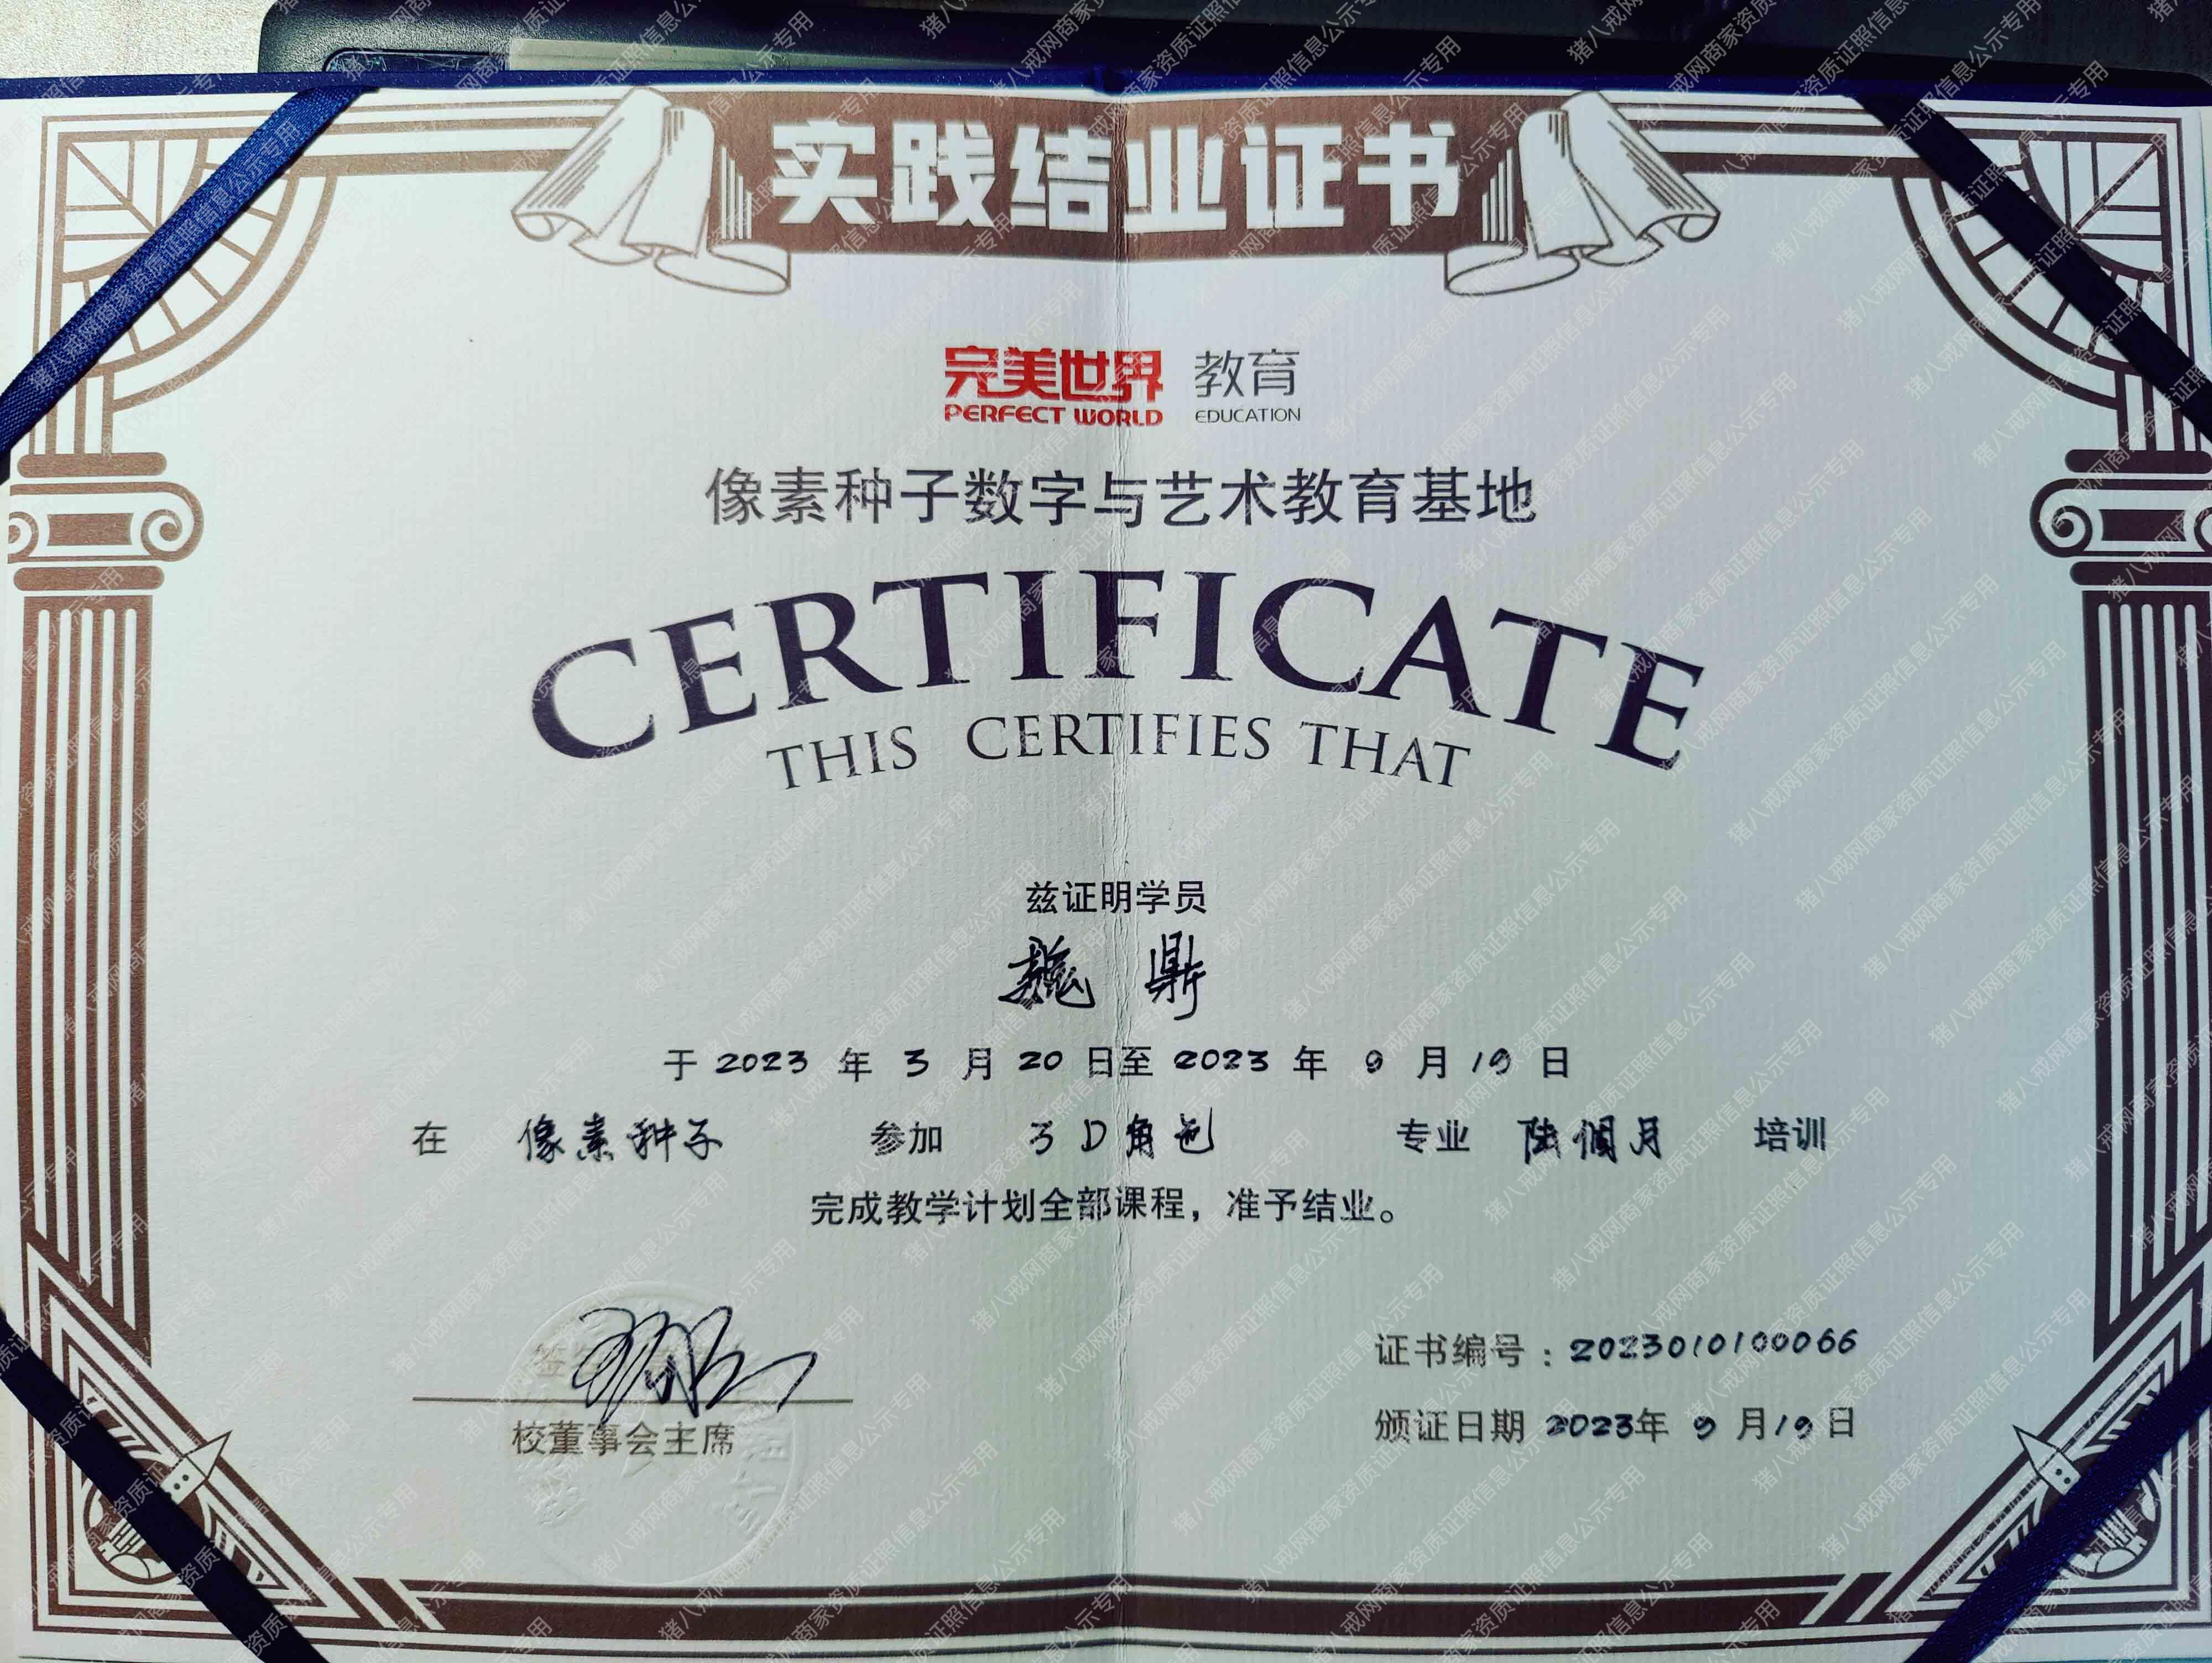 实践结业证书
完美世界 教育
PERFECT WORLD EDUCATION
像素种子数字与艺术教育基地
CERTIFICATE
THIS CERTIFIES THAT
兹证明学员
魏 鼎
于 2023 年 3 月 20 日至 2023 年 9 月 19 日
在 像素种子 参加 3D角色 专业 陆個月 培训
完成教学计划全部课程，准予结业。
证书编号：2023010100066
校董事会主席
颁证日期 2023年 9 月19日
猪八戒网商家资质证照信息公示专用